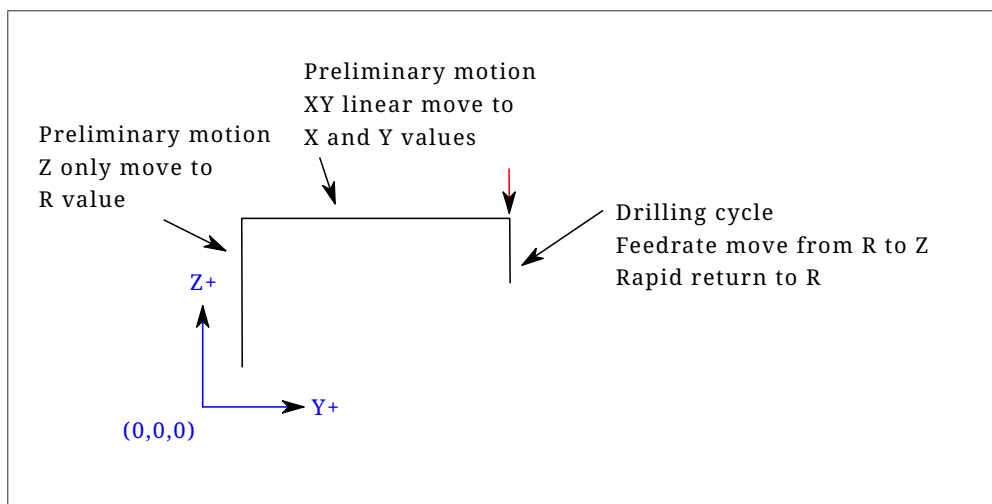 Preliminary motion
XY linear move to
X and Y values
Preliminary motion
Z only move to
R value
Drilling cycle
Feedrate move from R to Z
Rapid return to R
Z+
Y+
(0,0,0)